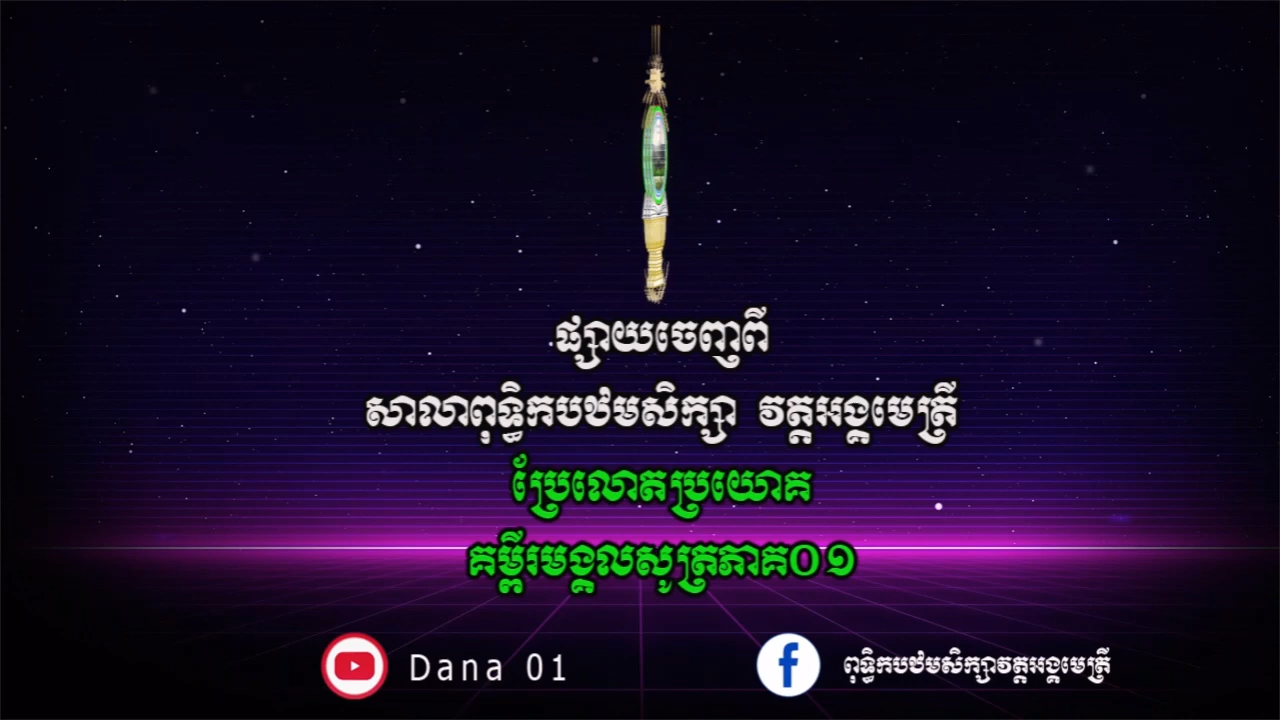 ផ្សាយចេញពី
សាលាពុទ្ធិកបឋមសិក្សា វត្តអង្គមេត្រី
ប្រែលោតប្រយោគ
គម្ពីរមង្គលសូត្រភាគ០១
Dana 01
ពុទ្ធិកបឋមសិក្សាវត្តអង្គមេត្រី